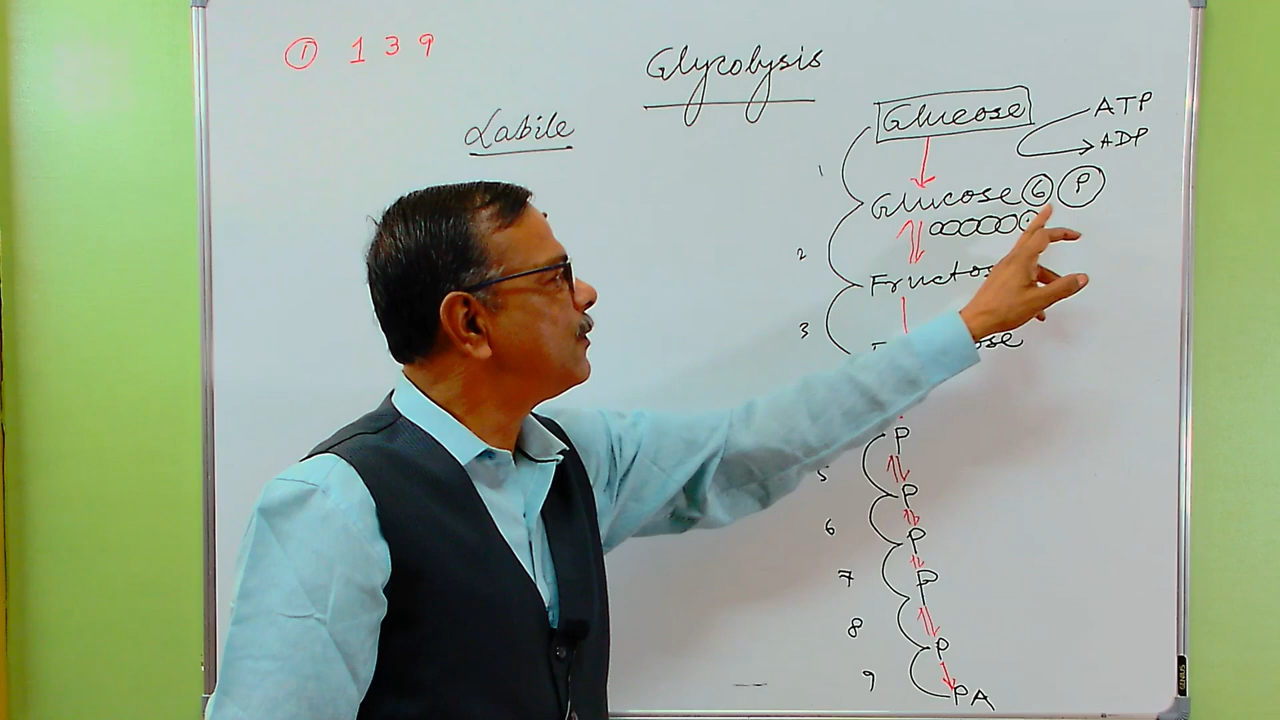 ① 1 3 9
Glycolysis
Labile
Glucose
ATP
ADP
1
Glucose 6 P
2
Fructos
3
ose
P
5
P
6
P
7
P
8
P
9
PA
GENIUS